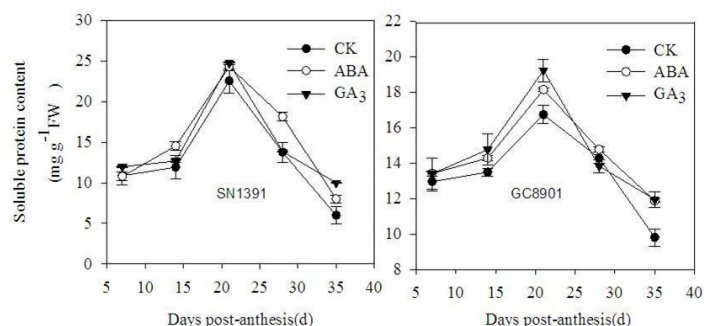 Soluble protein content
(mg g⁻¹FW)
30
25
20
15
10
5
0
CK
ABA
GA₃
SN1391
5 10 15 20 25 30 35 40
Days post-anthesis(d)
22
20
18
16
14
12
10
8
CK
ABA
GA₃
GC8901
5 10 15 20 25 30 35 40
Days post-anthesis(d)